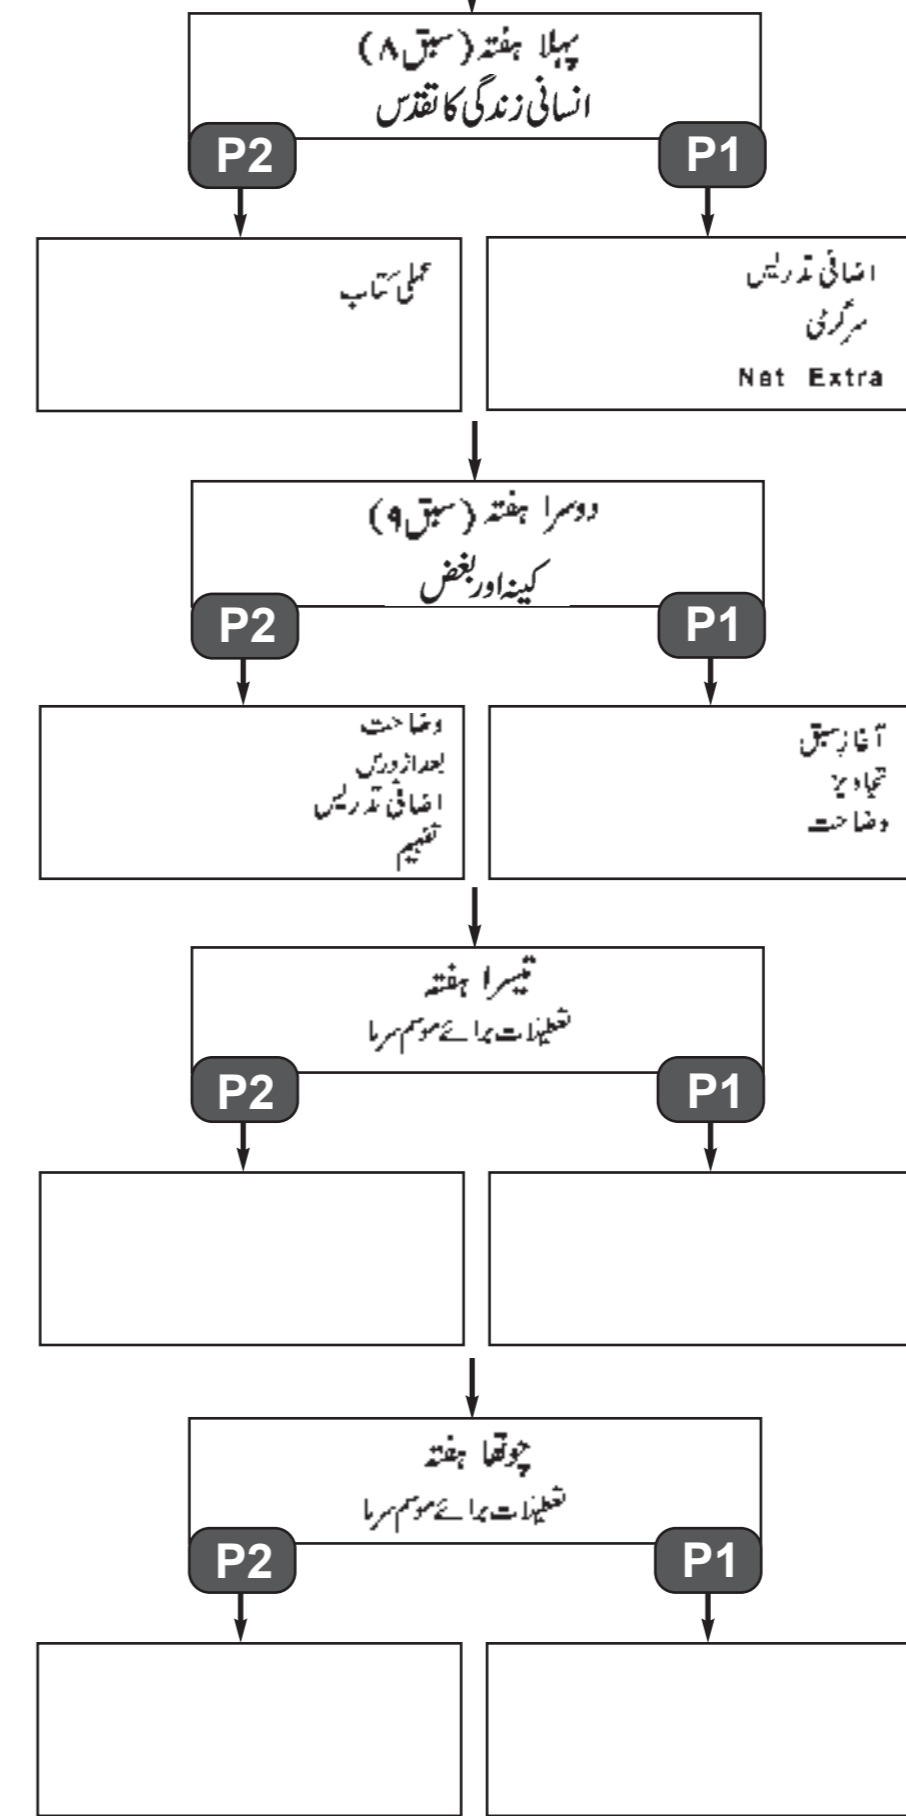 پہلا ہفتہ (سبق ۸)
انسانی زندگی کا تقدس
P1
P2
اضافی تدریس
سرگرمی
Net Extra
عملی کتاب
دوسرا ہفتہ (سبق ۹)
کینہ اور بغض
P1
P2
آغازِ سبق
تجاویز
وضاحت
وضاحت
بعد از درس
اضافی تدریس
تفہیم
تیسرا ہفتہ
تعطیلات برائے موسم سرما
P1
P2
چوتھا ہفتہ
تعطیلات برائے موسم سرما
P1
P2